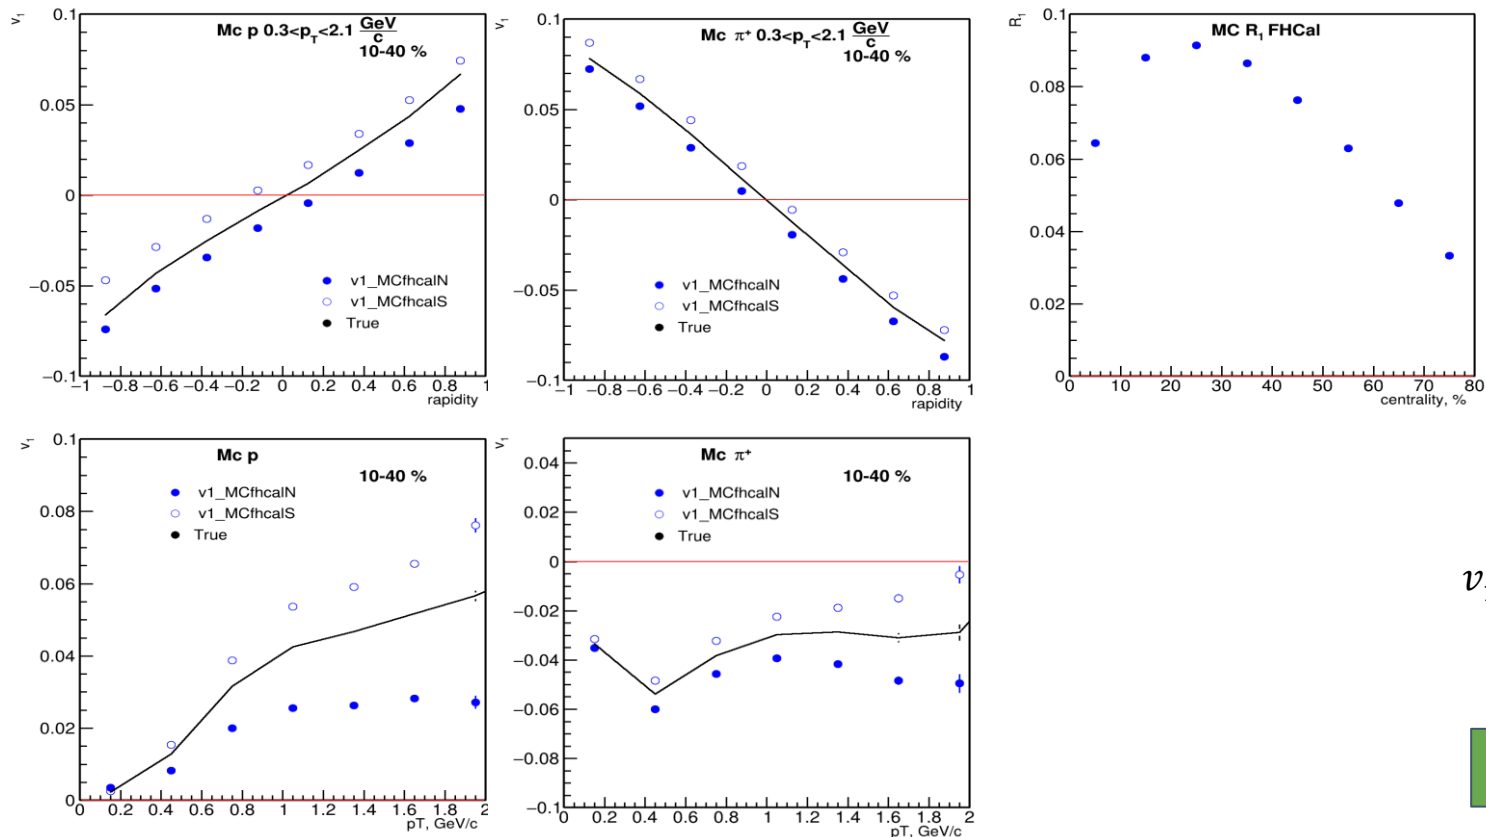 v₁
0.1
0.05
0
−0.05
−0.1
Mc p 0.3<p_T<2.1 GeV/c
10-40 %
v1_MCfhcalN
v1_MCfhcalS
True
−1 −0.8 −0.6 −0.4 −0.2 0 0.2 0.4 0.6 0.8 1
rapidity
v₁
0.1
0.05
0
−0.05
−0.1
Mc π⁺ 0.3<p_T<2.1 GeV/c
10-40 %
v1_MCfhcalN
v1_MCfhcalS
True
−1 −0.8 −0.6 −0.4 −0.2 0 0.2 0.4 0.6 0.8 1
rapidity
R₁
0.1
0.08
0.06
0.04
0.02
0
MC R₁ FHCal
0 10 20 30 40 50 60 70 80
centrality, %
v₁
0.1
0.08
0.06
0.04
0.02
0
Mc p
10-40 %
v1_MCfhcalN
v1_MCfhcalS
True
0 0.2 0.4 0.6 0.8 1 1.2 1.4 1.6 1.8 2
pT, GeV/c
v₁
0.04
0.02
0
−0.02
−0.04
−0.06
−0.08
−0.1
Mc π⁺
10-40 %
v1_MCfhcalN
v1_MCfhcalS
True
0 0.2 0.4 0.6 0.8 1 1.2 1.4 1.6 1.8 2
pT, GeV/c